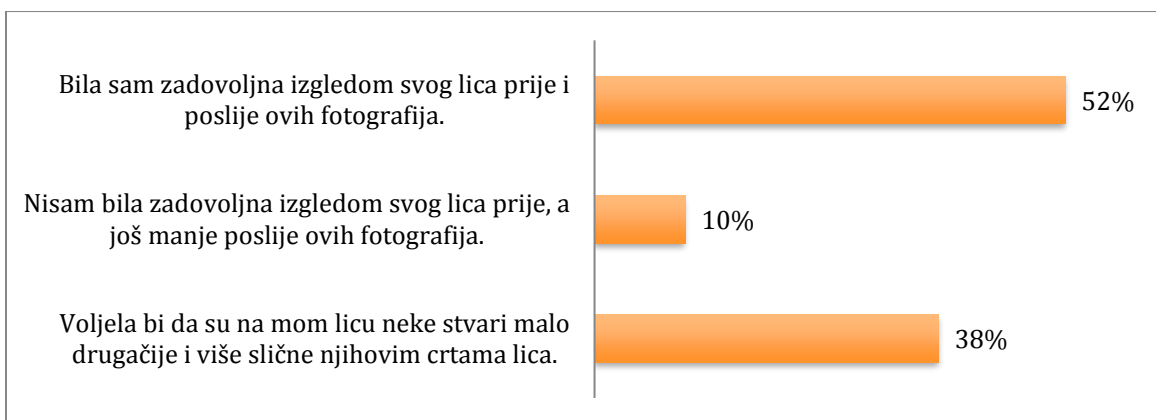 Bila sam zadovoljna izgledom svog lica prije i
poslije ovih fotografija.
52%
Nisam bila zadovoljna izgledom svog lica prije, a
još manje poslije ovih fotografija.
10%
Voljela bi da su na mom licu neke stvari malo
drugačije i više slične njihovim crtama lica.
38%